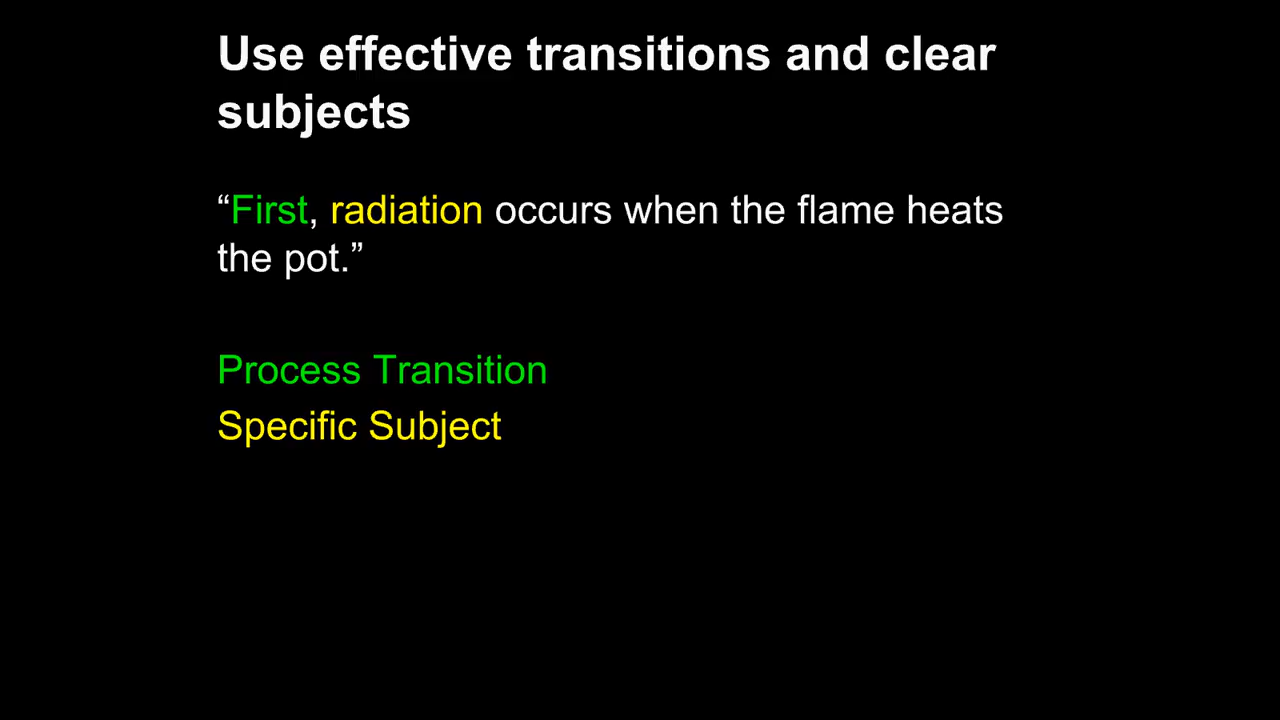 Use effective transitions and clear
subjects
“First, radiation occurs when the flame heats
the pot.”
Process Transition
Specific Subject